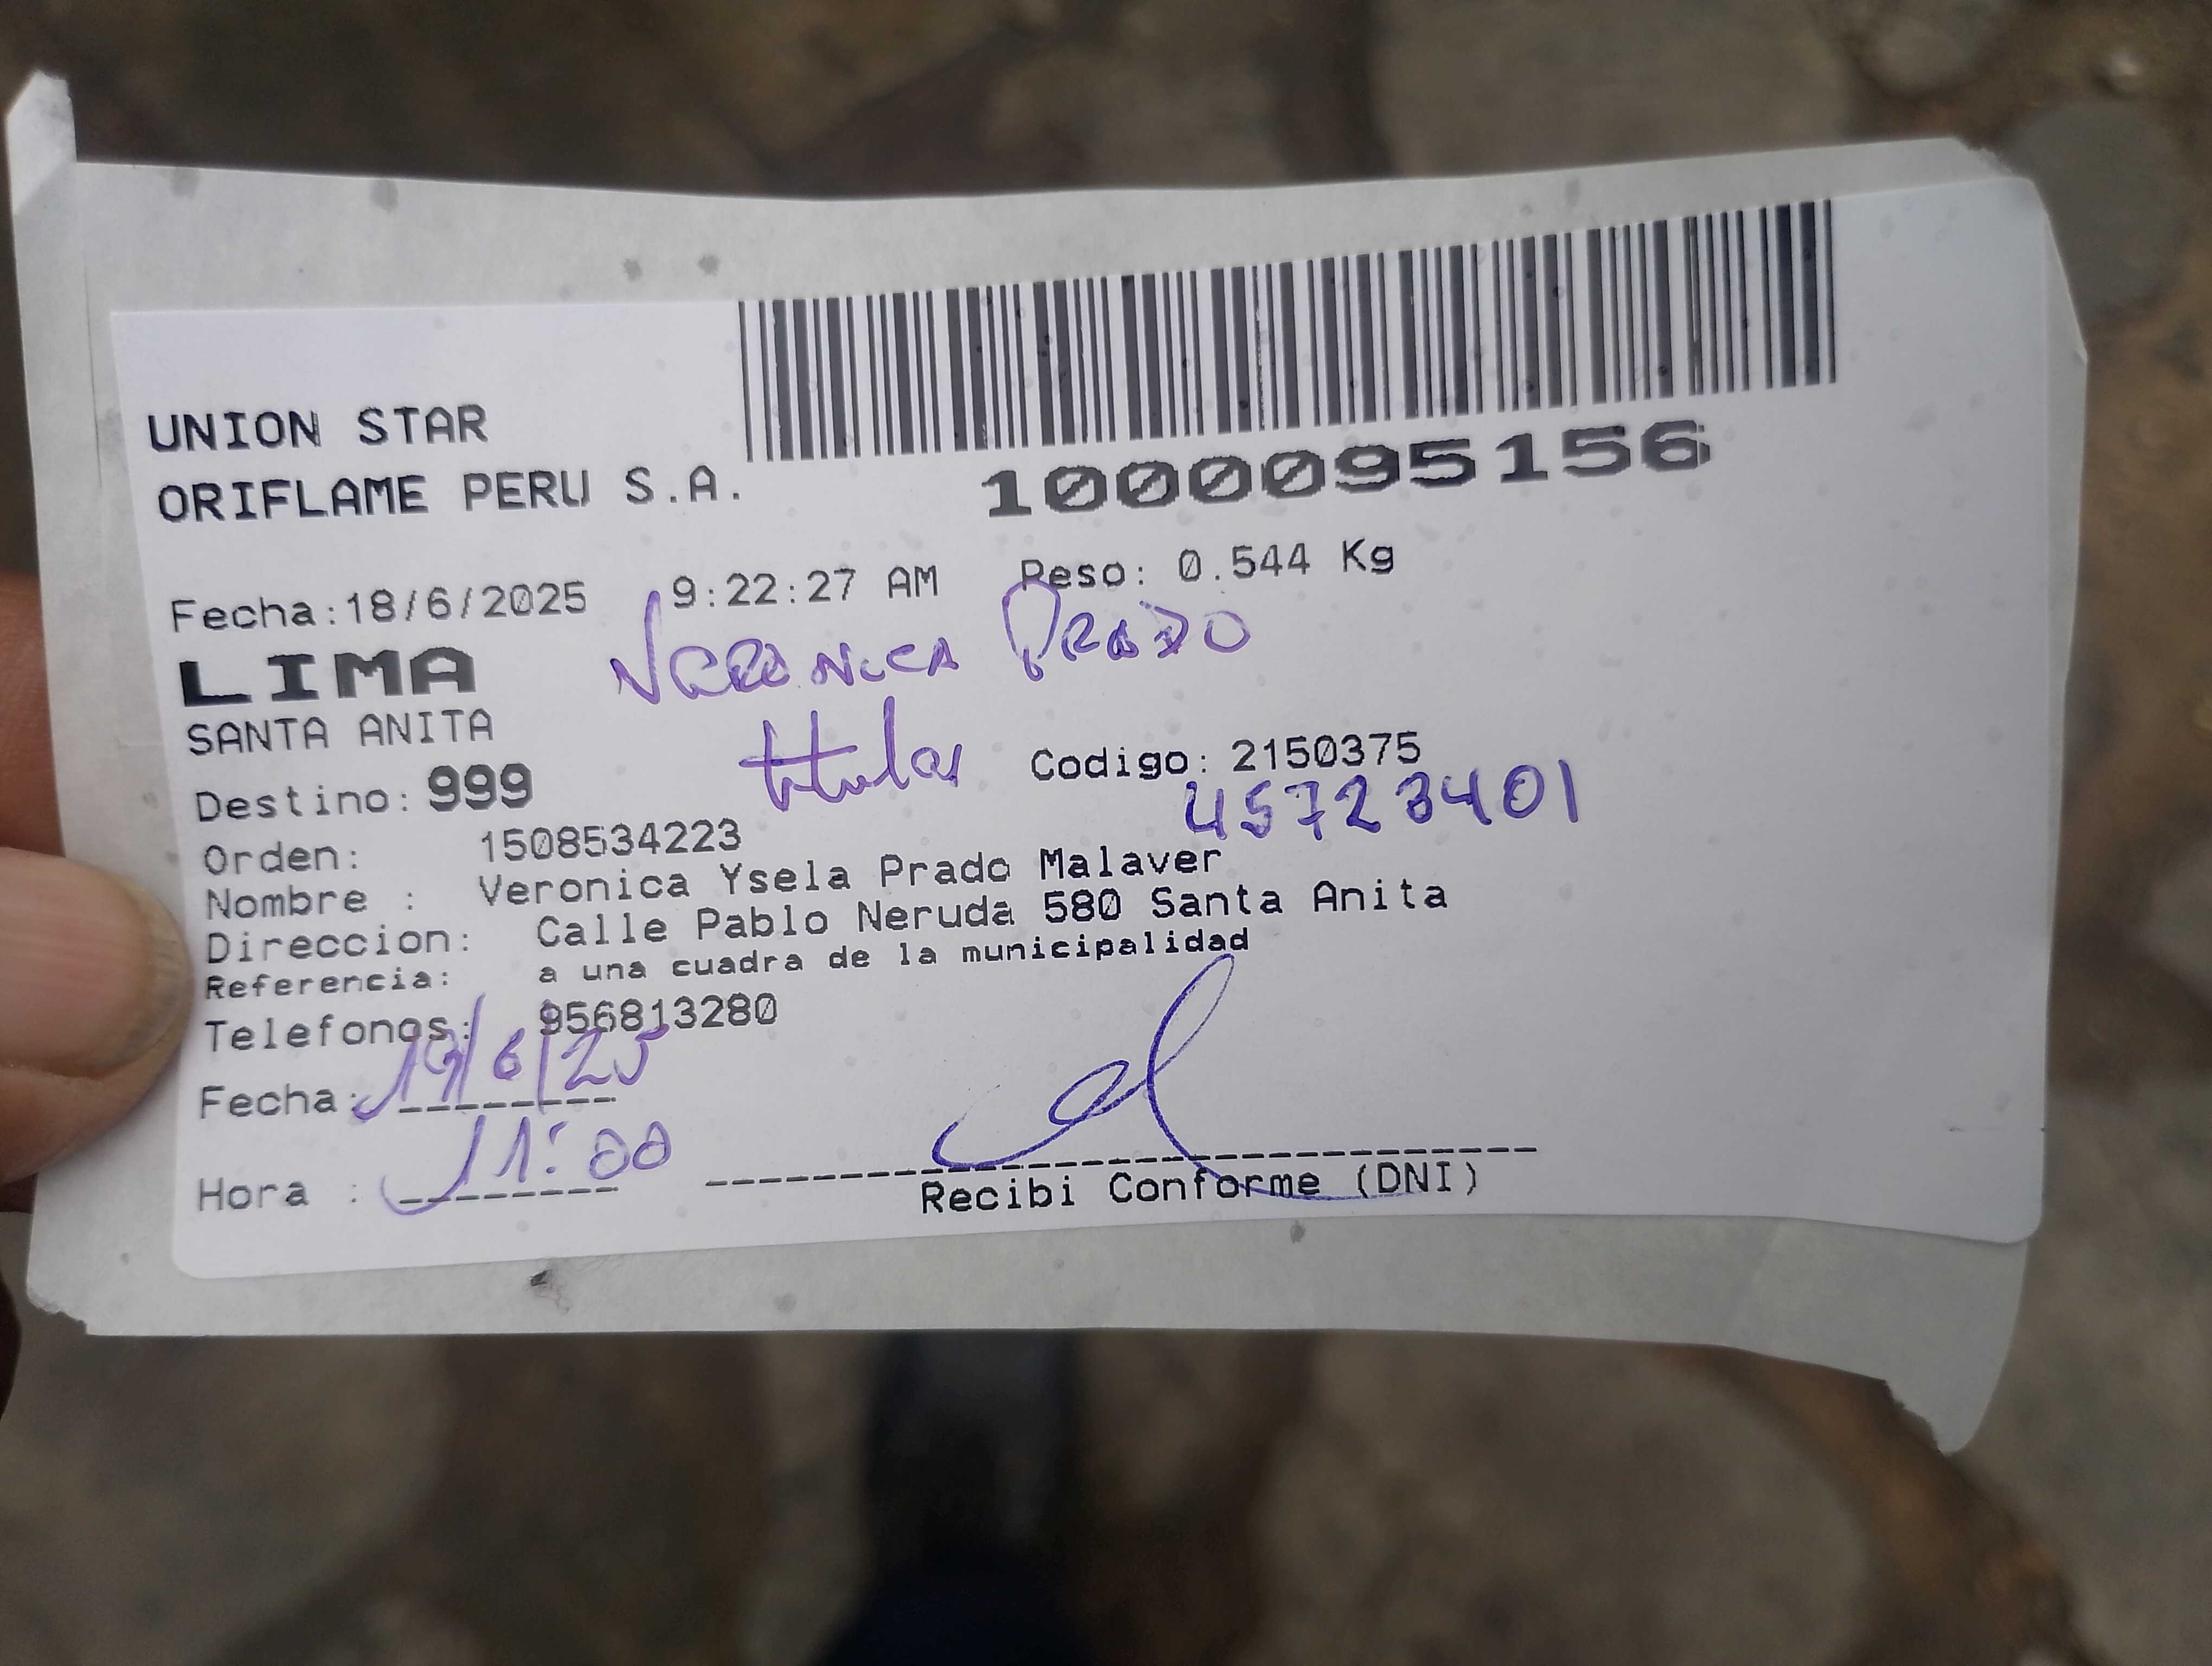 UNION STAR
ORIFLAME PERU S.A.
1000095156
Fecha:18/6/2025 9:22:27 AM Peso: 0.544 Kg
LIMA
VERONICA PRADO
SANTA ANITA
titular Codigo: 2150375
Destino: 999
45723401
Orden: 1508534223
Nombre : Veronica Ysela Prado Malaver
Direccion: Calle Pablo Neruda 580 Santa Anita
Referencia: a una cuadra de la municipalidad
Telefonos: 956813280
Fecha: 19/6/25
Hora : 11:00
Recibi Conforme (DNI)